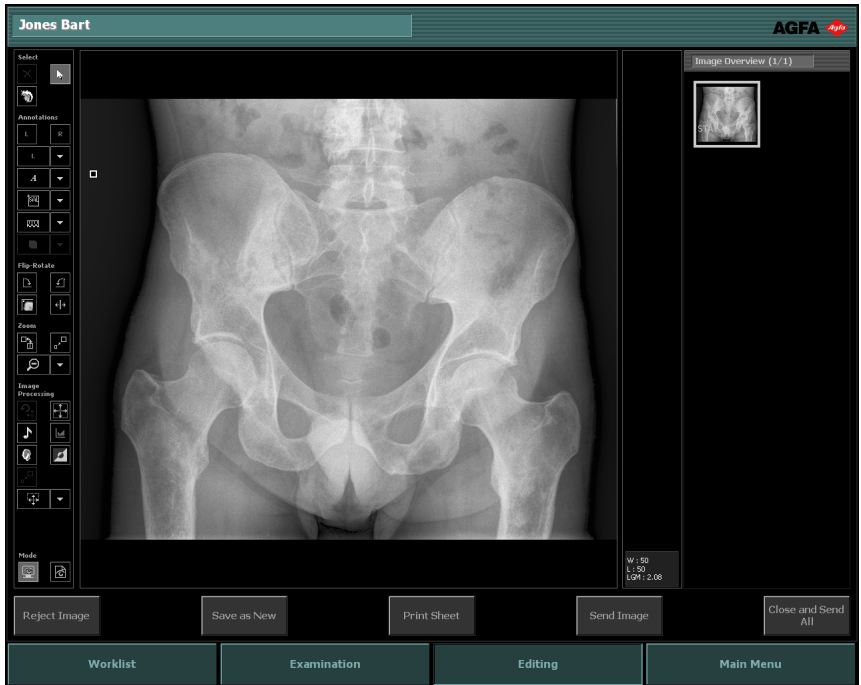 Jones Bart
AGFA
Agfa
Select
Annotations
L R
L
A
Flip-Rotate
Zoom
Image
Processing
Mode
Image Overview (1/1)
W : 50
L : 50
LGM : 2.08
Reject Image
Save as New
Print Sheet
Send Image
Close and Send
All
Worklist
Examination
Editing
Main Menu